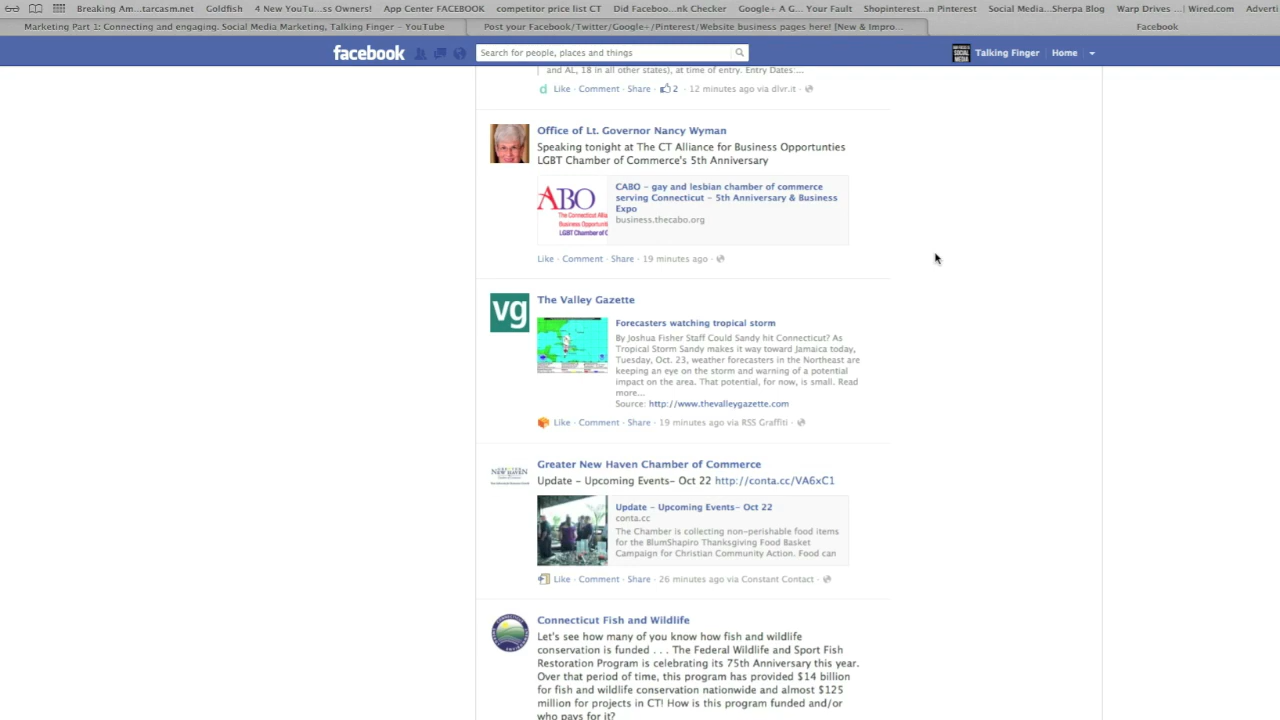 Breaking Am...tarcasm.net Goldfish 4 New YouTu...ss Owners! App Center FACEBOOK competitor price list CT Did Faceboo...nk Checker Google+ A G... Your Fault Shopinterest...n Pinterest Social Media...Sherpa Blog Warp Drives ... | Wired.com Adverti
Marketing Part 1: Connecting and engaging. Social Media Marketing, Talking Finger – YouTube Post your Facebook/Twitter/Google+/Pinterest/Website business pages here! [New & Impro... Facebook
facebook Search for people, places and things Talking Finger Home
and AL, 18 in all other states), at time of entry. Entry Dates:...
d Like · Comment · Share · 2 · 12 minutes ago via dlvr.it ·
Office of Lt. Governor Nancy Wyman
Speaking tonight at The CT Alliance for Business Opportunties
LGBT Chamber of Commerce's 5th Anniversary
ABO
The Connecticut Allia
Business Opportuniti
LGBT Chamber of C
CABO – gay and lesbian chamber of commerce
serving Connecticut – 5th Anniversary & Business
Expo
business.thecabo.org
Like · Comment · Share · 19 minutes ago ·
vg
The Valley Gazette
Forecasters watching tropical storm
By Joshua Fisher Staff Could Sandy hit Connecticut? As
Tropical Storm Sandy makes it way toward Jamaica today,
Tuesday, Oct. 23, weather forecasters in the Northeast are
keeping an eye on the storm and warning of a potential
impact on the area. That potential, for now, is small. Read
more...
Source: http://www.thevalleygazette.com
Like · Comment · Share · 19 minutes ago via RSS Graffiti ·
NEW HAVEN
Greater New Haven Chamber of Commerce
Update – Upcoming Events– Oct 22 http://conta.cc/VA6xC1
Update – Upcoming Events– Oct 22
conta.cc
The Chamber is collecting non-perishable food items
for the BlumShapiro Thanksgiving Food Basket
Campaign for Christian Community Action. Food can
Like · Comment · Share · 26 minutes ago via Constant Contact ·
Connecticut Fish and Wildlife
Let's see how many of you know how fish and wildlife
conservation is funded . . . The Federal Wildlife and Sport Fish
Restoration Program is celebrating its 75th Anniversary this year.
Over that period of time, this program has provided $14 billion
for fish and wildlife conservation nationwide and almost $125
million for projects in CT! How is this program funded and/or
who pays for it?